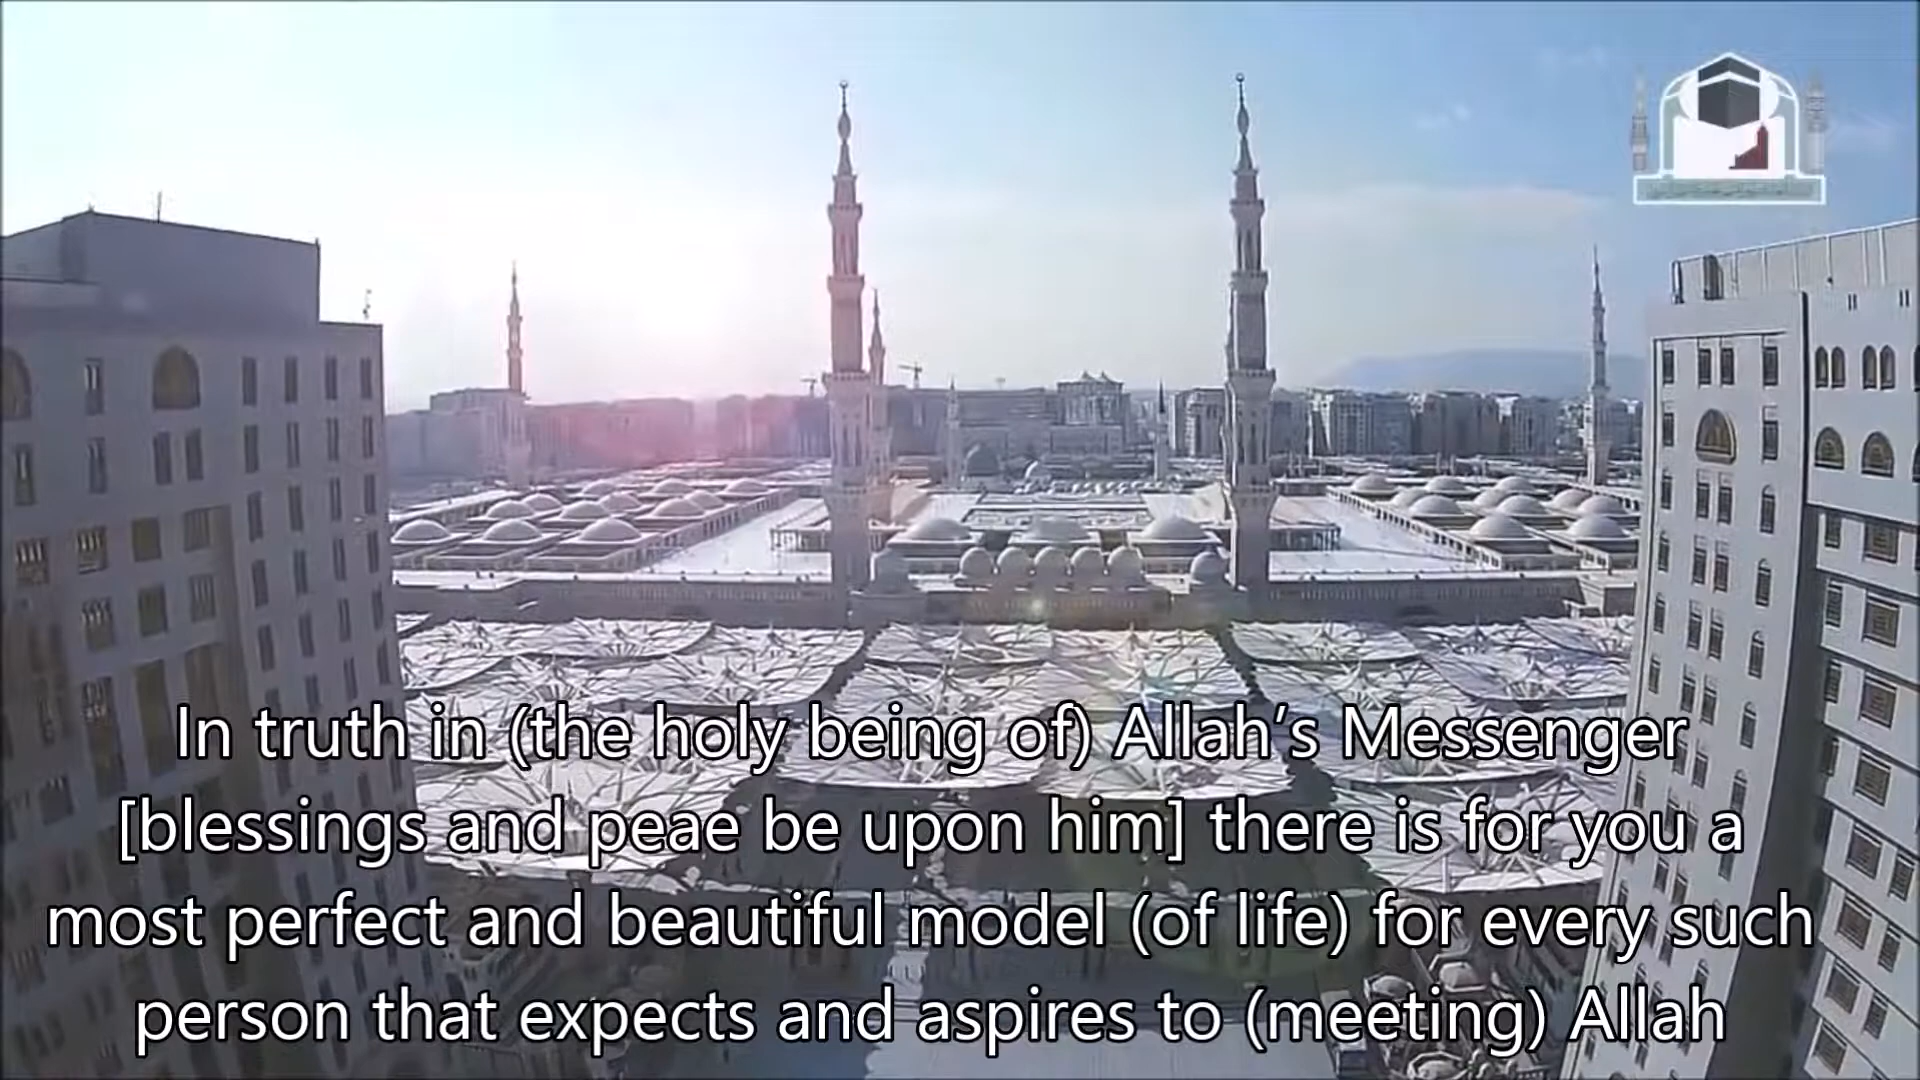 In truth in (the holy being of) Allah’s Messenger
[blessings and peae be upon him] there is for you a
most perfect and beautiful model (of life) for every such
person that expects and aspires to (meeting) Allah